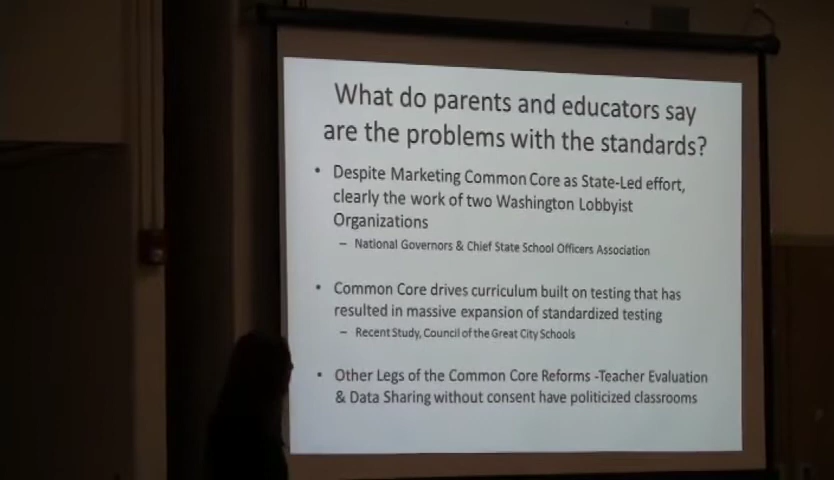 What do parents and educators say
are the problems with the standards?
• Despite Marketing Common Core as State-Led effort,
clearly the work of two Washington Lobbyist
Organizations
– National Governors & Chief State School Officers Association
• Common Core drives curriculum built on testing that has
resulted in massive expansion of standardized testing
– Recent Study, Council of the Great City Schools
• Other Legs of the Common Core Reforms -Teacher Evaluation
& Data Sharing without consent have politicized classrooms